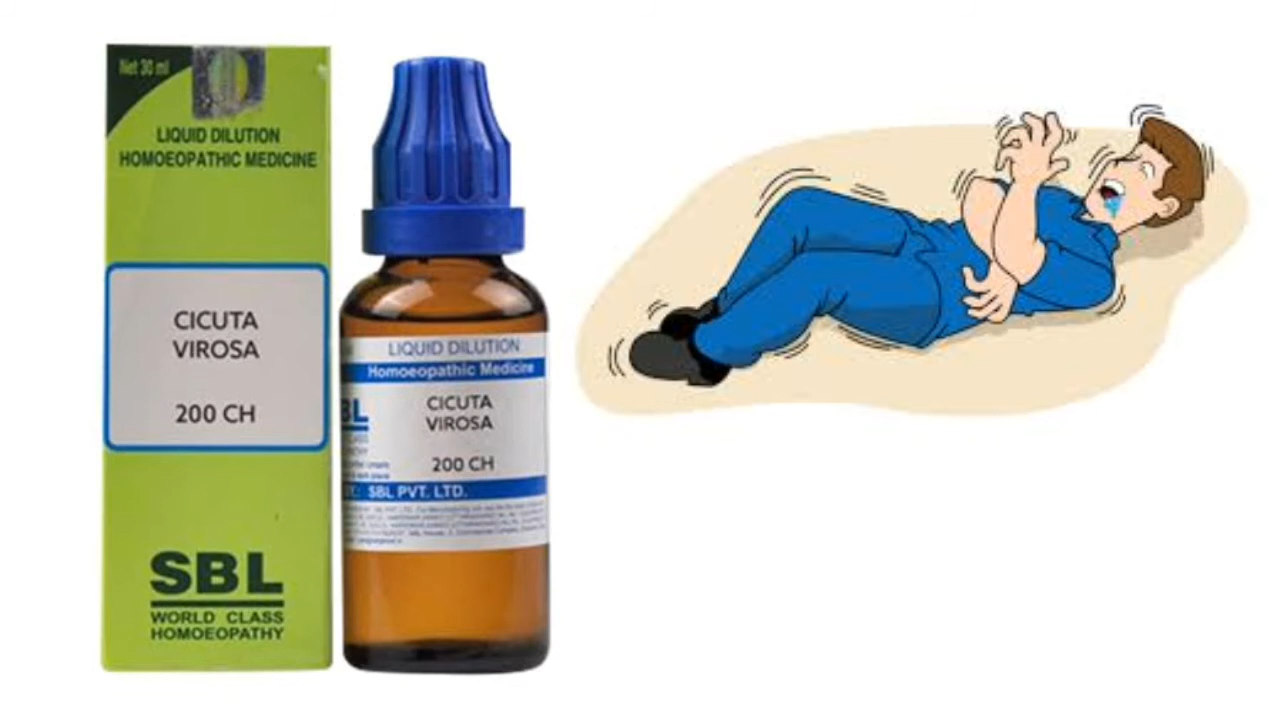 Net 30 ml
LIQUID DILUTION
HOMOEOPATHIC MEDICINE
CICUTA
VIROSA
200 CH
SBL
WORLD CLASS
HOMOEOPATHY
LIQUID DILUTION
Homoeopathic Medicine
BL
CICUTA
VIROSA
200 CH
SBL PVT. LTD.